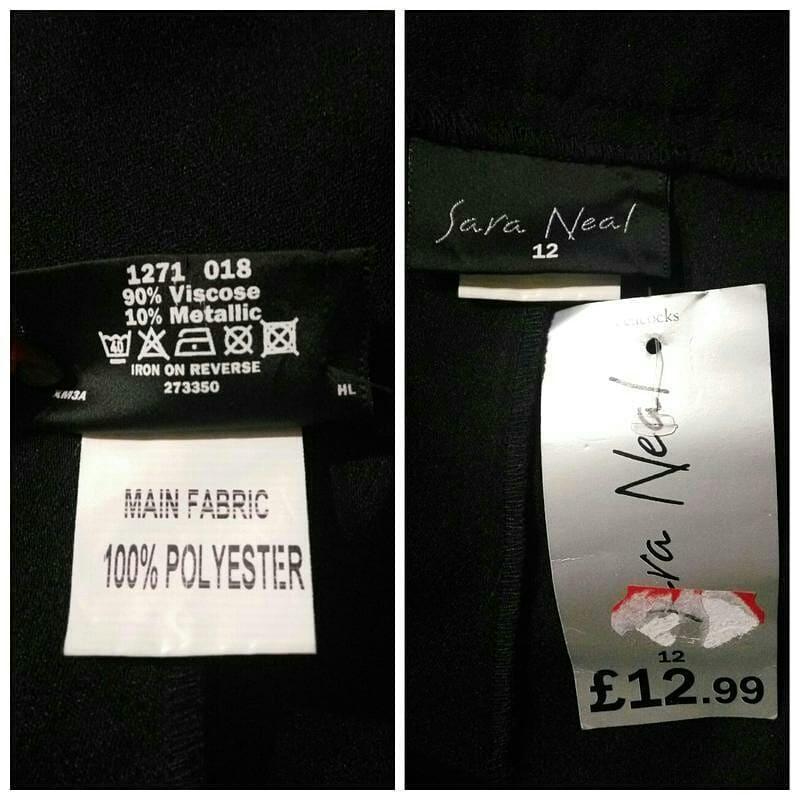 1271 018
90% Viscose
10% Metallic
40
IRON ON REVERSE
273350
HL
MAIN FABRIC
100% POLYESTER
Sara Neal
12
Sara Neal
12
£12.99